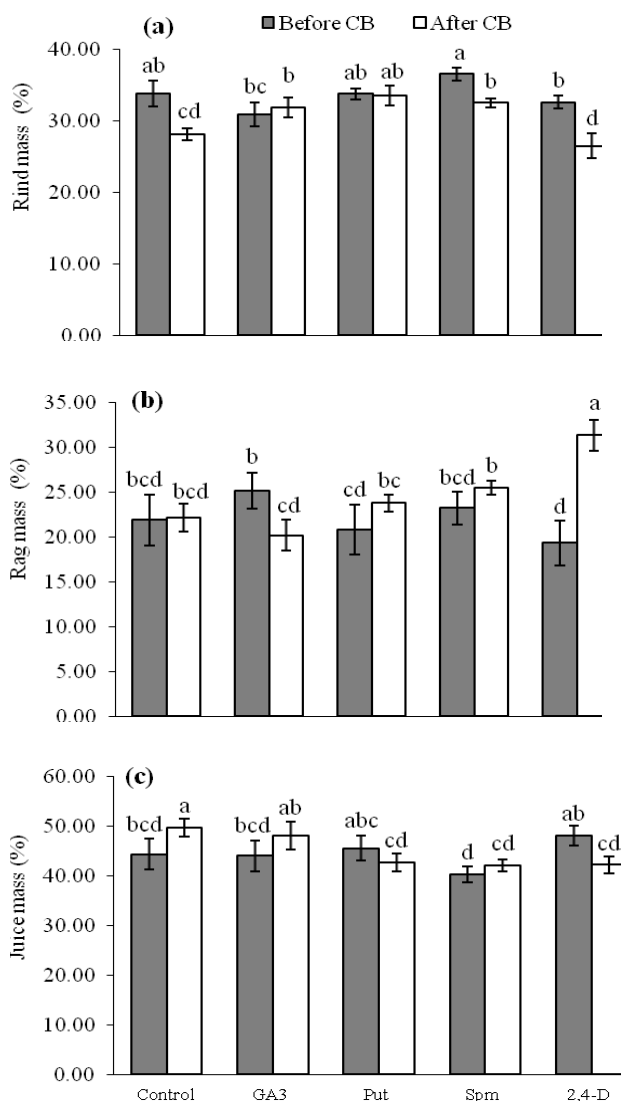 (a) Before CB After CB
40.00
30.00
20.00
10.00
0.00
Rind mass (%)
ab cd bc b ab ab a b b d
(b)
35.00
30.00
25.00
20.00
15.00
10.00
5.00
0.00
Rag mass (%)
bcd bcd b cd bc bcd b d a
(c)
60.00
50.00
40.00
30.00
20.00
10.00
0.00
Juice mass (%)
bcd a bcd ab abc cd d cd ab cd
Control GA3 Put Spm 2,4-D